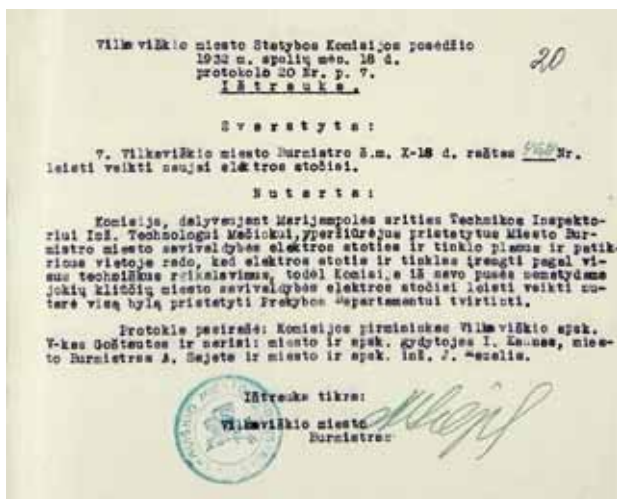 Vilkaviškio miesto Statybos Komisijos posėdžio
20
1932 m. spalių mėn. 18 d.
protokolo 20 Nr. p. 7.
Ištrauka.
Svarstyta:
7. Vilkaviškio miesto Burmistro š.m. X-18 d. raštas Nr.
leisti veikti naujai elektros stočiai.
Nutarta:
Komisija, dalyvaujant Marijampolės srities Technikos Inspekto-
riui Inž. Technologui Mačiokui, peržiūrėjus pristatytus Miesto Bur-
mistro miesto savivaldybės elektros stoties ir tinklo planus ir patik-
rinus vietoje rado, kad elektros stotis ir tinklas įrengti pagal vi-
sus techniškus reikalavimus, todėl Komisija iš savo pusės nematydama
jokių kliūčių miesto savivaldybės elektros stočiai leisti veikti nu-
tarė visą bylą pristatyti Prekybos Departamentui tvirtinti.
Protokolą pasirašė: Komisijos pirmininkas Vilkaviškio apsk.
V-kas Goštautas ir nariai: miesto ir apsk. gydytojas I. Kaunas, mies-
to Burmistras A. Sajeta ir miesto ir apsk. inž. J.
Ištrauka tikra:
Vilkaviškio miesto
Burmistras